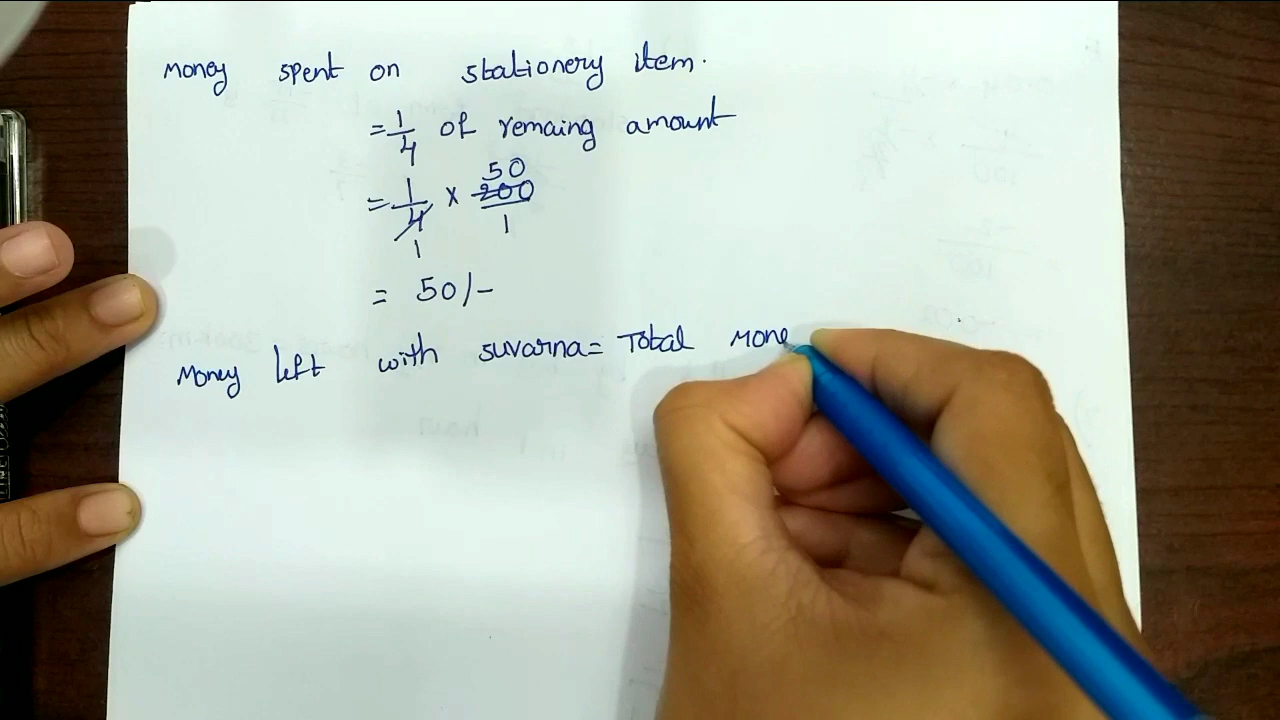 Money spent on stationery item.
= 1/4 of remaing amount
= 1/4 × 200/1
50
1
= 50/-
Money left with suvarna = Total Mone